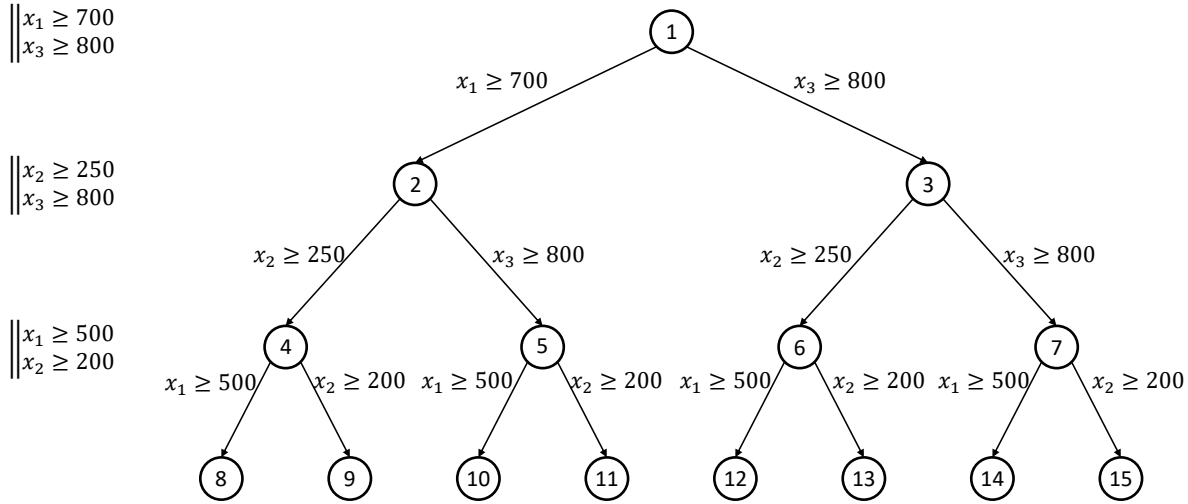 x₁ ≥ 700
x₃ ≥ 800
1
x₁ ≥ 700
x₃ ≥ 800
x₂ ≥ 250
x₃ ≥ 800
2
3
x₂ ≥ 250
x₃ ≥ 800
x₂ ≥ 250
x₃ ≥ 800
x₁ ≥ 500
x₂ ≥ 200
4
5
6
7
x₁ ≥ 500
x₂ ≥ 200
x₁ ≥ 500
x₂ ≥ 200
x₁ ≥ 500
x₂ ≥ 200
x₁ ≥ 500
x₂ ≥ 200
8
9
10
11
12
13
14
15